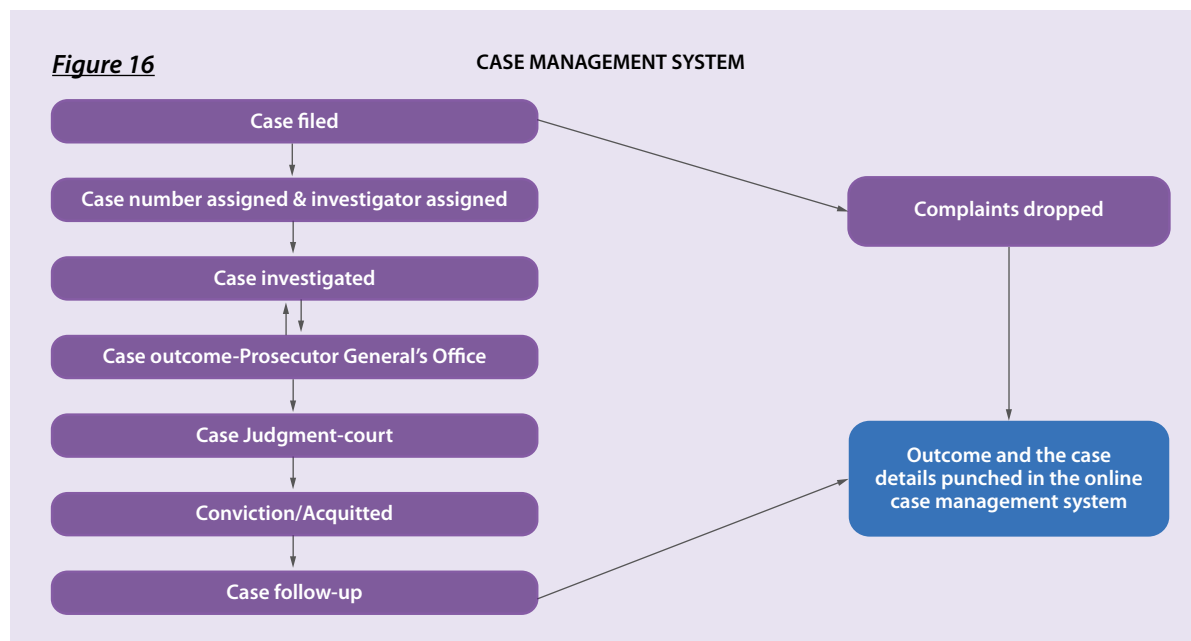 Figure 16
CASE MANAGEMENT SYSTEM
Case filed
Case number assigned & investigator assigned
Case investigated
Case outcome-Prosecutor General's Office
Case Judgment-court
Conviction/Acquitted
Case follow-up
Complaints dropped
Outcome and the case
details punched in the online
case management system